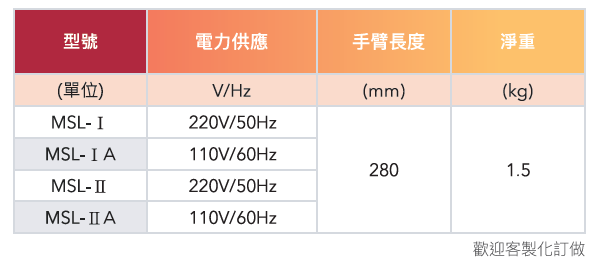 型號 電力供應 手臂長度 淨重
(單位) V/Hz (mm) (kg)
MSL-Ⅰ 220V/50Hz
MSL-ⅠA 110V/60Hz
280 1.5
MSL-Ⅱ 220V/50Hz
MSL-ⅡA 110V/60Hz
歡迎客製化訂做